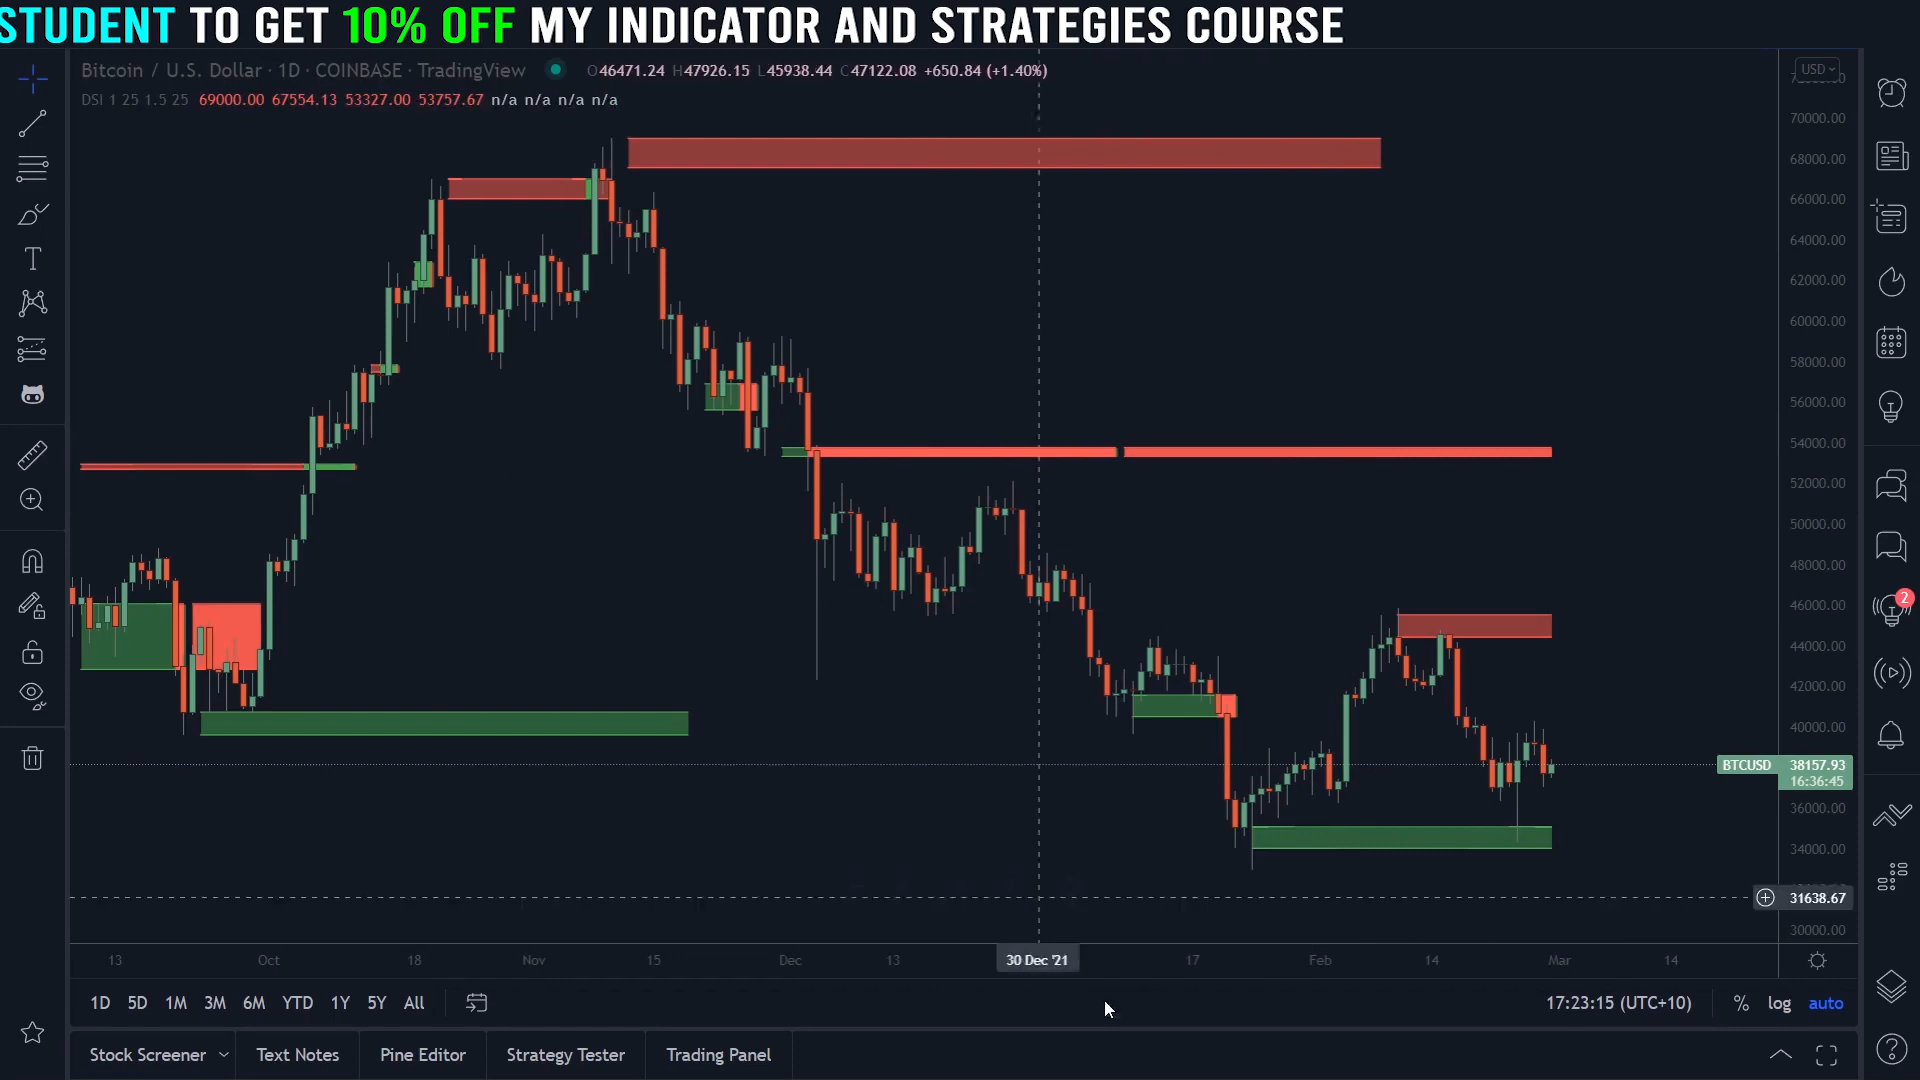 STUDENT TO GET 10% OFF MY INDICATOR AND STRATEGIES COURSE
Bitcoin / U.S. Dollar · 1D · COINBASE · TradingView O46471.24 H47926.15 L45938.44 C47122.08 +650.84 (+1.40%)
USD
DSI 1 25 1.5 25 69000.00 67554.13 53327.00 53757.67 n/a n/a n/a n/a
70000.00
68000.00
66000.00
64000.00
62000.00
60000.00
58000.00
56000.00
54000.00
52000.00
50000.00
48000.00
46000.00
2
44000.00
42000.00
40000.00
BTCUSD 38157.93
16:36:45
36000.00
34000.00
31638.67
30000.00
13 Oct 18 Nov 15 Dec 13 30 Dec '21 17 Feb 14 Mar 14
1D 5D 1M 3M 6M YTD 1Y 5Y All 17:23:15 (UTC+10) % log auto
Stock Screener Text Notes Pine Editor Strategy Tester Trading Panel